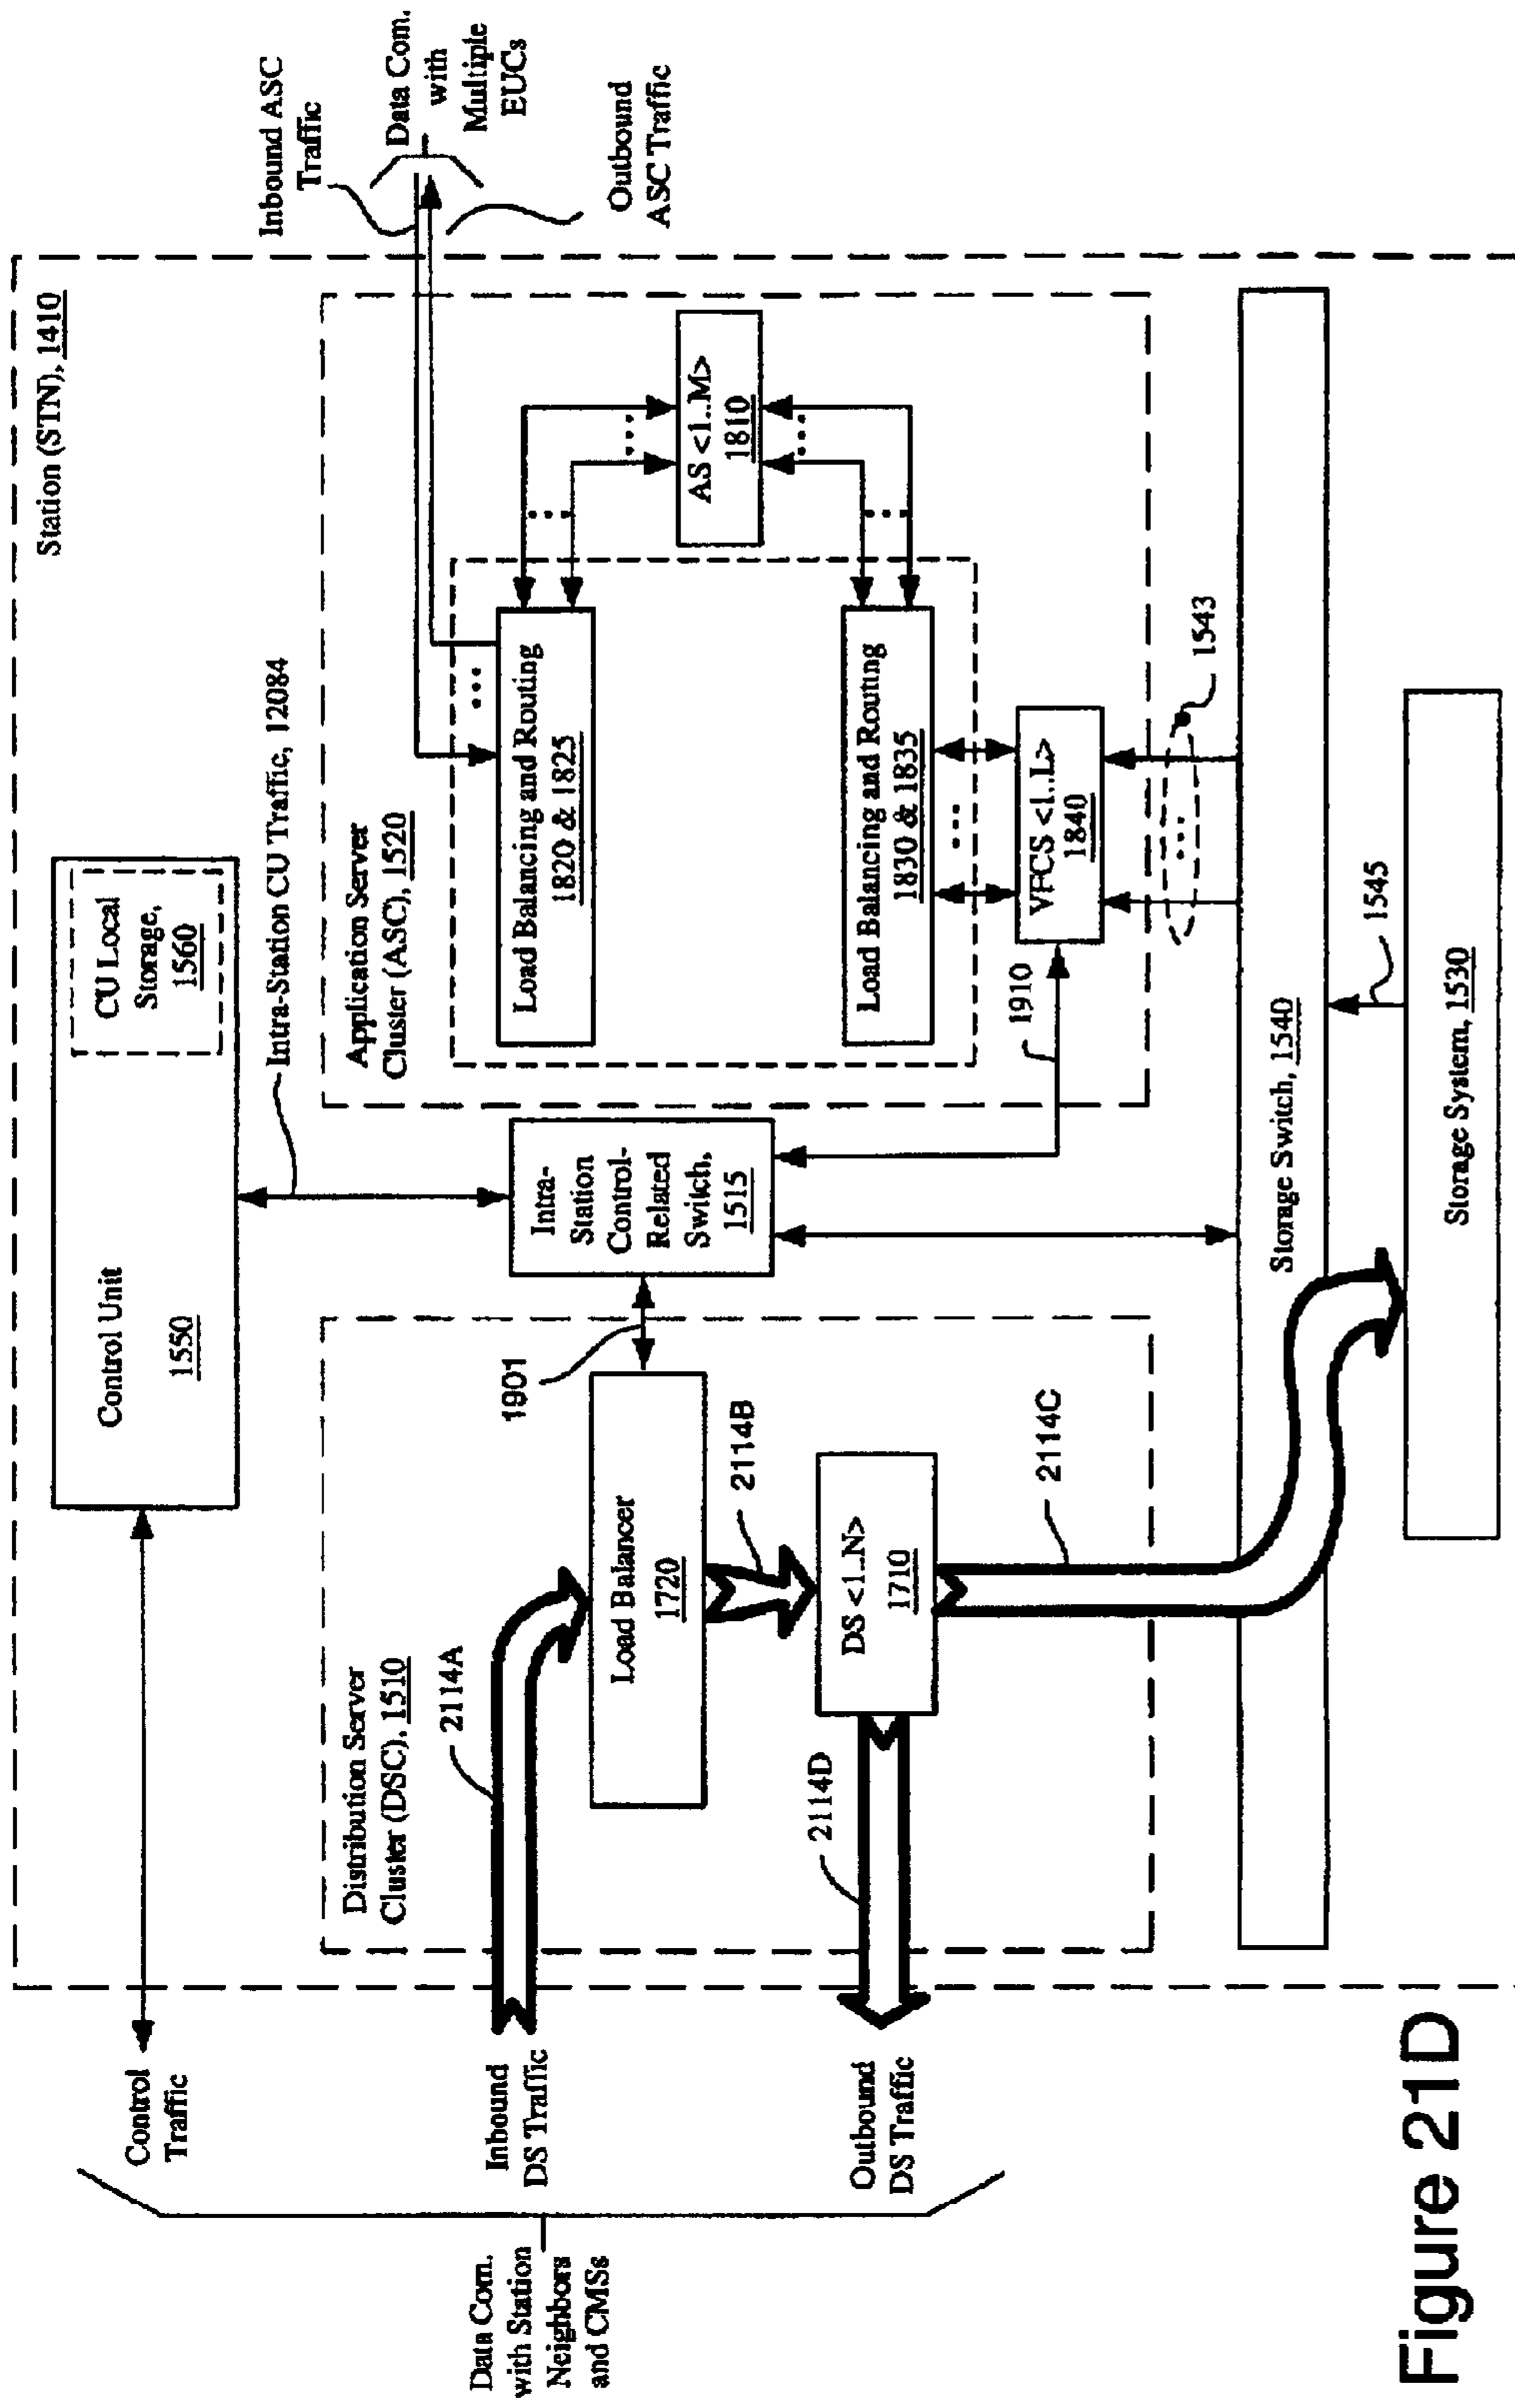 Station (STN), 1410
Control
Traffic
Control Unit
1550
CU Local
Storage,
1560
Intra-Station CU Traffic, 12084
Inbound ASC
Traffic
Data Com.
with
Multiple
EUCs
Outbound
ASC Traffic
Data Com.
with Station
Neighbors
and CMSs
Inbound
DS Traffic
Outbound
DS Traffic
Distribution Server
Cluster (DSC), 1510
2114A
Load Balancer
1720
1901
2114B
DS <1..N>
1710
2114D
2114C
Intra-
Station
Control-
Related
Switch,
1515
Application Server
Cluster (ASC), 1520
Load Balancing and Routing
1820 & 1825
...
AS <1..M>
1810
...
...
...
...
Load Balancing and Routing
1830 & 1835
...
1910
VFCS <1..L>
1840
...
1543
Storage Switch, 1540
1545
Storage System, 1530
Figure 21D